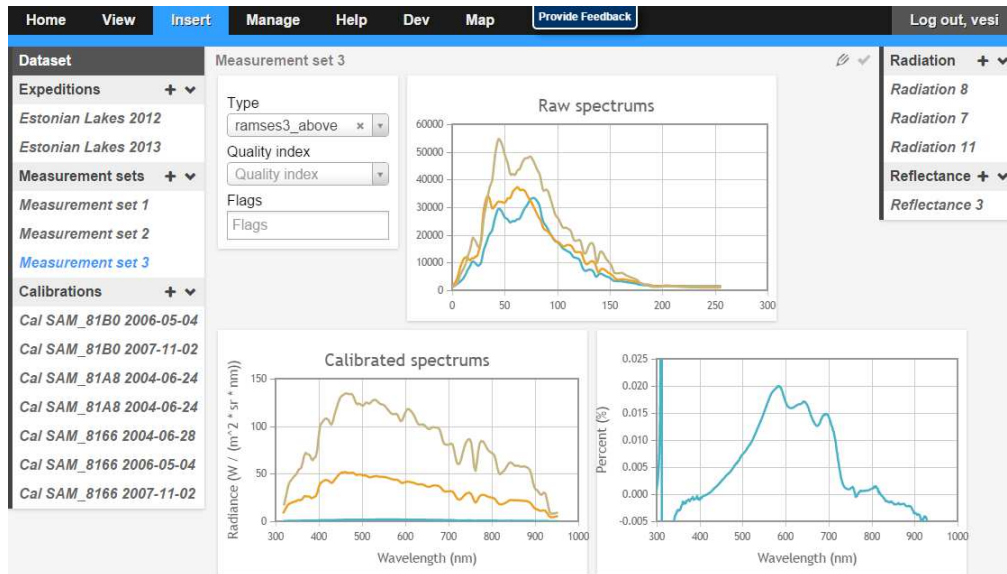 Home View Insert Manage Help Dev Map Provide Feedback Log out, vesi
Dataset
Expeditions
Estonian Lakes 2012
Estonian Lakes 2013
Measurement sets
Measurement set 1
Measurement set 2
Measurement set 3
Calibrations
Cal SAM_81B0 2006-05-04
Cal SAM_81B0 2007-11-02
Cal SAM_81A8 2004-06-24
Cal SAM_81A8 2004-06-24
Cal SAM_8166 2004-06-28
Cal SAM_8166 2006-05-04
Cal SAM_8166 2007-11-02
Measurement set 3
Type
ramses3_above
Quality index
Quality index
Flags
Flags
Raw spectrums
60000
50000
40000
30000
20000
10000
0
0 50 100 150 200 250 300
Calibrated spectrums
Radiance (W / (m^2 * sr * nm))
150
100
50
0
300 400 500 600 700 800 900 1000
Wavelength (nm)
Percent (%)
0.025
0.020
0.015
0.010
0.005
0.000
-0.005
300 400 500 600 700 800 900 1000
Wavelength (nm)
Radiation
Radiation 8
Radiation 7
Radiation 11
Reflectance
Reflectance 3